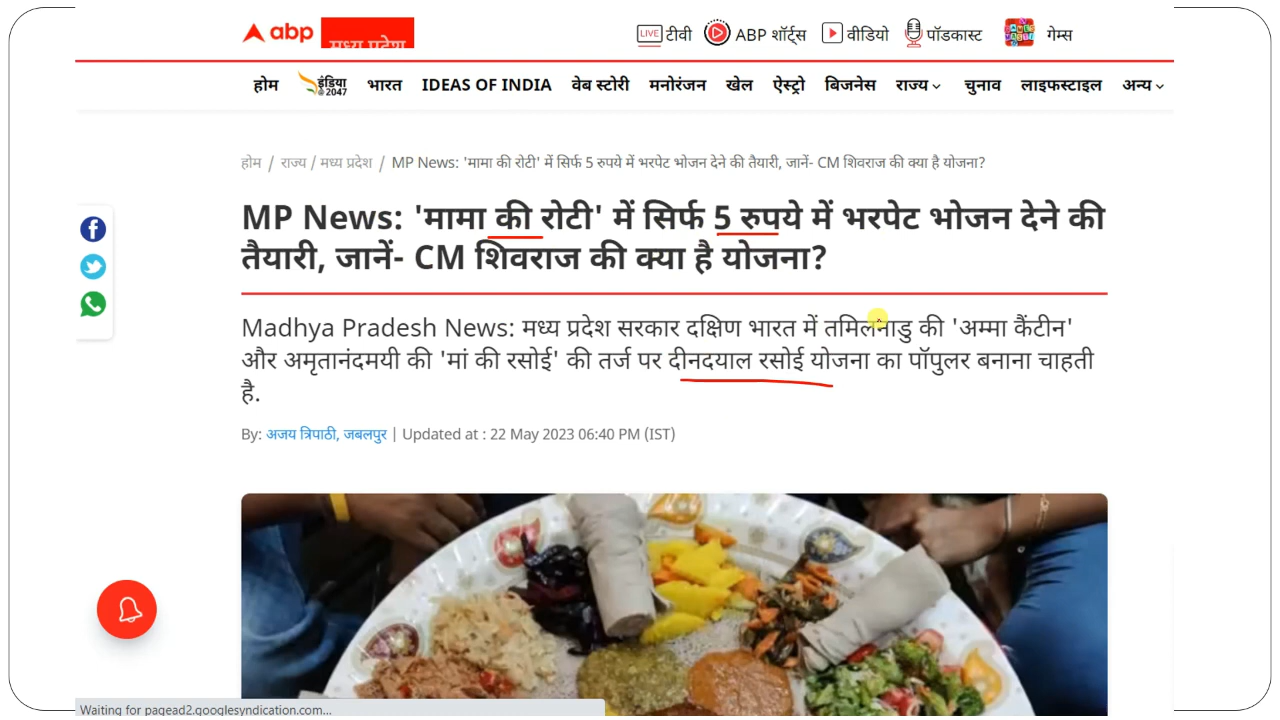 abp
मध्य प्रदेश
LIVE टीवी
ABP शॉर्ट्स
वीडियो
पॉडकास्ट
गेम्स
होम इंडिया @2047 भारत IDEAS OF INDIA वेब स्टोरी मनोरंजन खेल ऐस्ट्रो बिजनेस राज्य चुनाव लाइफस्टाइल अन्य
होम / राज्य / मध्य प्रदेश / MP News: 'मामा की रोटी' में सिर्फ 5 रुपये में भरपेट भोजन देने की तैयारी, जानें- CM शिवराज की क्या है योजना?
MP News: 'मामा की रोटी' में सिर्फ 5 रुपये में भरपेट भोजन देने की
तैयारी, जानें- CM शिवराज की क्या है योजना?
Madhya Pradesh News: मध्य प्रदेश सरकार दक्षिण भारत में तमिलनाडु की 'अम्मा कैंटीन'
और अमृतानंदमयी की 'मां की रसोई' की तर्ज पर दीनदयाल रसोई योजना का पॉपुलर बनाना चाहती
है.
By: अजय त्रिपाठी, जबलपुर | Updated at : 22 May 2023 06:40 PM (IST)
Waiting for pagead2.googlesyndication.com...